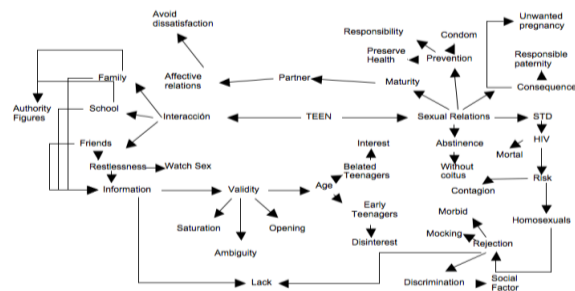 Avoid
dissatisfaction
Unwanted
pregnancy
Responsibility
Condom
Preserve
Health
Prevention
Responsible
paternity
Family
Affective
relations
Partner
Maturity
Consequence
Authority
Figures
School
Interacción
TEEN
Sexual Relations
STD
Friends
Interest
Abstinence
HIV
Restlessness
Watch Sex
Belated
Teenagers
Without
coitus
Mortal
Risk
Information
Validity
Age
Contagion
Early
Teenagers
Morbid
Homosexuals
Saturation
Opening
Mocking
Rejection
Ambiguity
Disinterest
Lack
Discrimination
Social
Factor